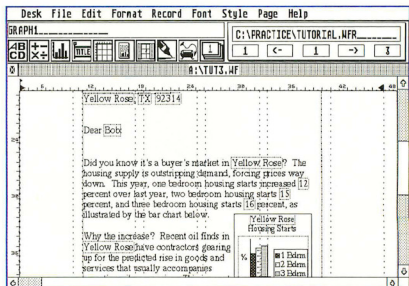 Desk File Edit Format Record Font Style Page Help
GRAPH1
C:\PRACTICE\TUTORIAL.WFR
AB CD
TITLE
1
1 <- 1 -> 3
A:\TUT3.WF
Yellow Rose, TX 92314
Dear Bob:
Did you know it's a buyer's market in Yellow Rose? The
housing supply is outstripping demand, forcing prices way
down. This year, one bedroom housing starts increased 12
percent over last year, two bedroom housing starts 15
percent, and three bedroom housing starts 16 percent, as
illustrated by the bar chart below.
Yellow Rose
Housing Starts
Why the increase? Recent oil finds in
Yellow Rose have contractors gearing
up for the predicted rise in goods and
services that usually accompanies
%
1 Bdrm
2 Bdrm
3 Bdrm